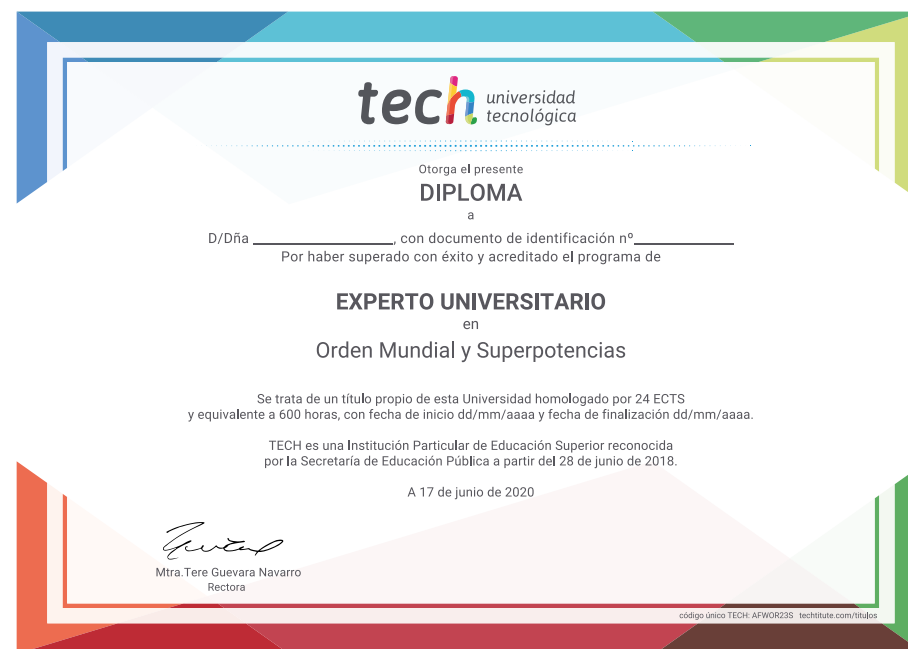 tech universidad
tecnológica
Otorga el presente
DIPLOMA
a
D/Dña ____________, con documento de identificación nº_________
Por haber superado con éxito y acreditado el programa de
EXPERTO UNIVERSITARIO
en
Orden Mundial y Superpotencias
Se trata de un título propio de esta Universidad homologado por 24 ECTS
y equivalente a 600 horas, con fecha de inicio dd/mm/aaaa y fecha de finalización dd/mm/aaaa.
TECH es una Institución Particular de Educación Superior reconocida
por la Secretaría de Educación Pública a partir del 28 de junio de 2018.
A 17 de junio de 2020
Mtra.Tere Guevara Navarro
Rectora
código único TECH: AFWOR23S techtitute.com/titulos